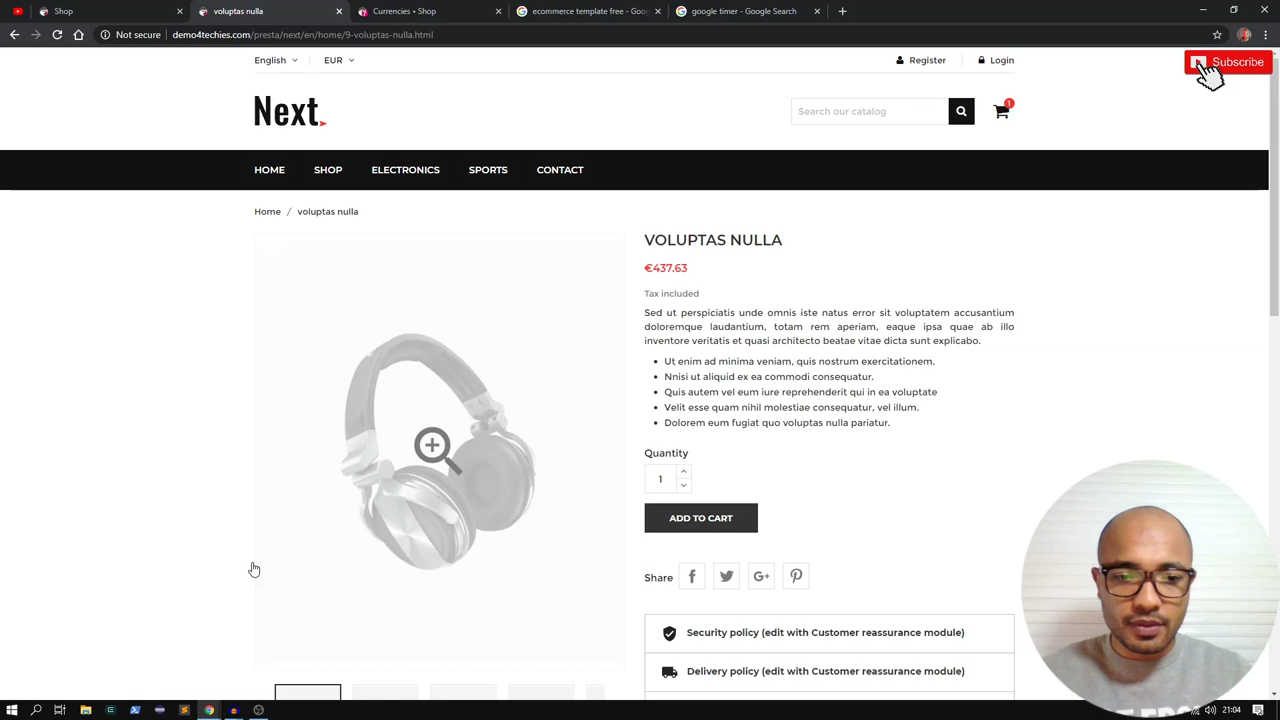 Shop
voluptas nulla
Currencies • Shop
ecommerce template free - Goo
google timer - Google Search
Not secure
demo4techies.com/presta/next/en/home/9-voluptas-nulla.html
English
EUR
Register
Login
Subscribe
Next
Search our catalog
1
HOME
SHOP
ELECTRONICS
SPORTS
CONTACT
Home / voluptas nulla
VOLUPTAS NULLA
€437.63
Tax included
Sed ut perspiciatis unde omnis iste natus error sit voluptatem accusantium
doloremque laudantium, totam rem aperiam, eaque ipsa quae ab illo
inventore veritatis et quasi architecto beatae vitae dicta sunt explicabo.
Ut enim ad minima veniam, quis nostrum exercitationem.
Nnisi ut aliquid ex ea commodi consequatur.
Quis autem vel eum iure reprehenderit qui in ea voluptate
Velit esse quam nihil molestiae consequatur, vel illum.
Dolorem eum fugiat quo voluptas nulla pariatur.
Quantity
1
ADD TO CART
Share
Security policy (edit with Customer reassurance module)
Delivery policy (edit with Customer reassurance module)
21:04